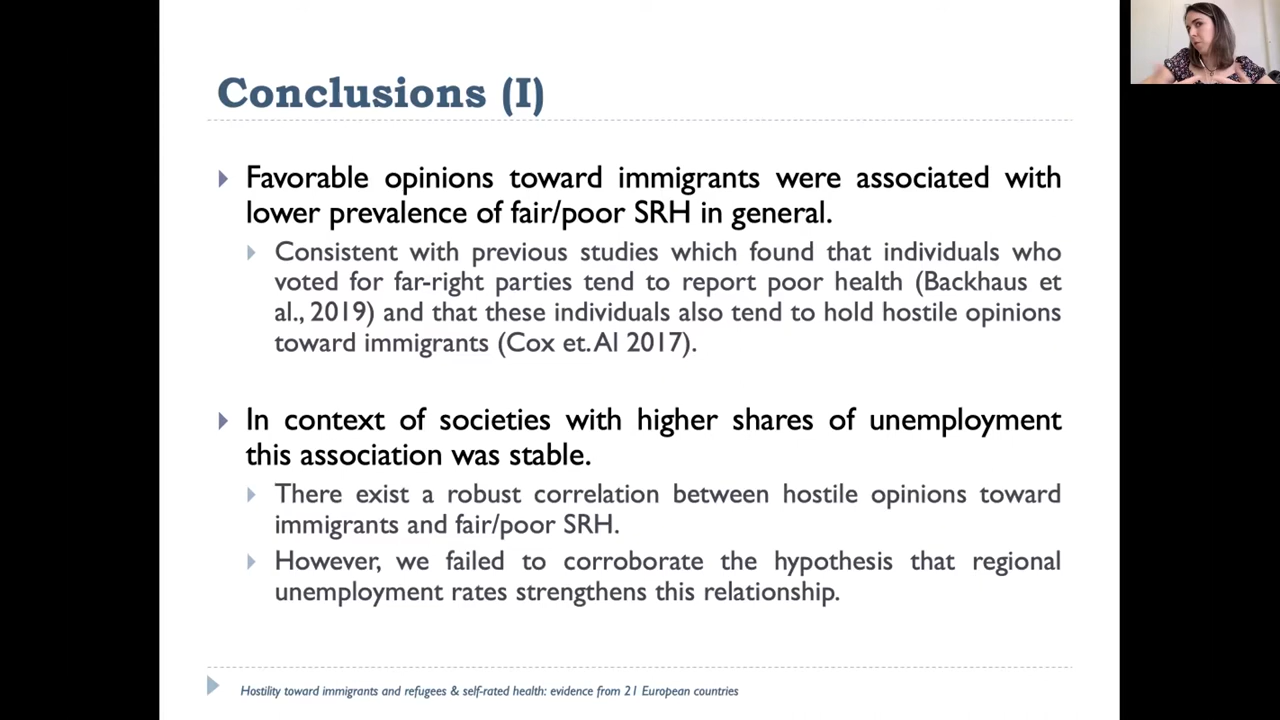 Conclusions (I)
Favorable opinions toward immigrants were associated with
lower prevalence of fair/poor SRH in general.
Consistent with previous studies which found that individuals who
voted for far-right parties tend to report poor health (Backhaus et
al., 2019) and that these individuals also tend to hold hostile opinions
toward immigrants (Cox et. Al 2017).
In context of societies with higher shares of unemployment
this association was stable.
There exist a robust correlation between hostile opinions toward
immigrants and fair/poor SRH.
However, we failed to corroborate the hypothesis that regional
unemployment rates strengthens this relationship.
Hostility toward immigrants and refugees & self-rated health: evidence from 21 European countries